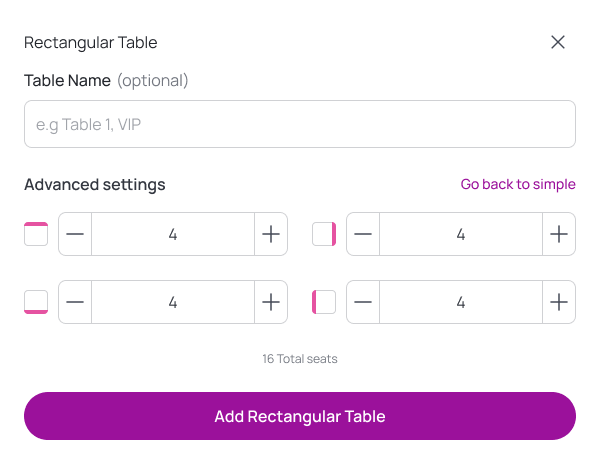 Rectangular Table
Table Name (optional)
e.g Table 1, VIP
Advanced settings Go back to simple
4 4
4 4
16 Total seats
Add Rectangular Table